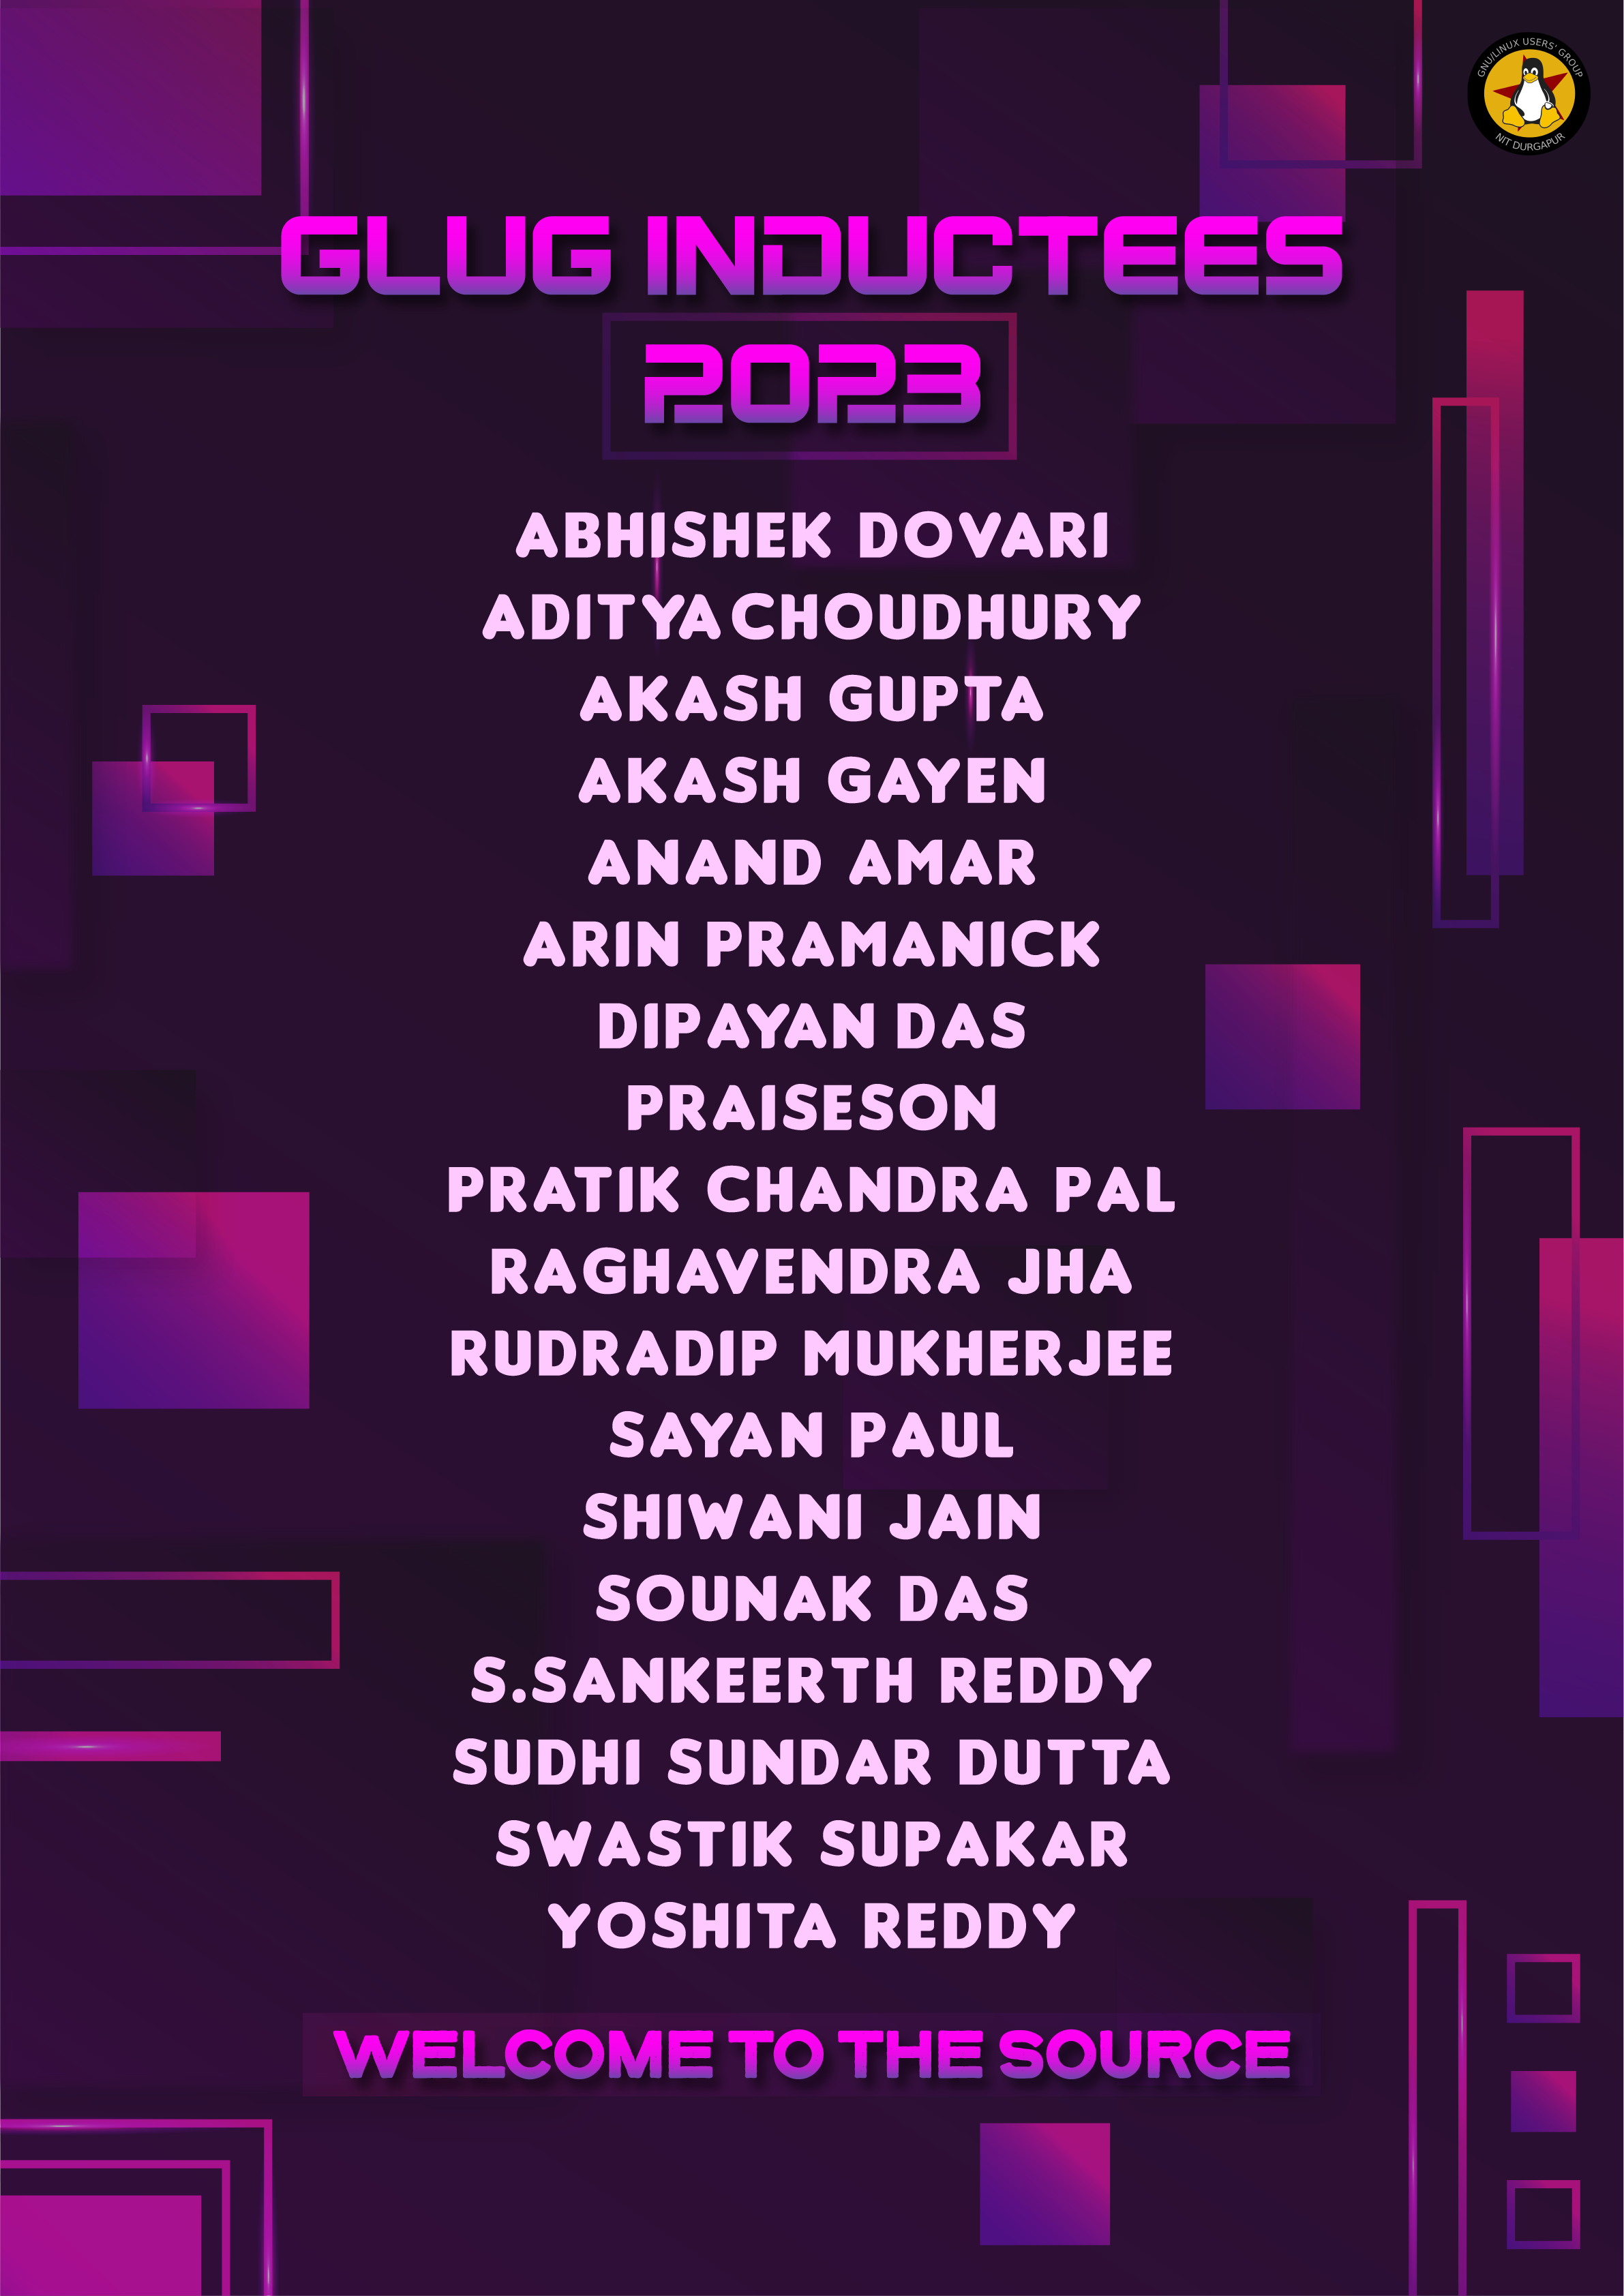 GNU/LINUX USERS' GROUP
NIT DURGAPUR
GLUG INDUCTEES
2023
ABHISHEK DOVARI
ADITYA CHOUDHURY
AKASH GUPTA
AKASH GAYEN
ANAND AMAR
ARIN PRAMANICK
DIPAYAN DAS
PRAISESON
PRATIK CHANDRA PAL
RAGHAVENDRA JHA
RUDRADIP MUKHERJEE
SAYAN PAUL
SHIWANI JAIN
SOUNAK DAS
S.SANKEERTH REDDY
SUDHI SUNDAR DUTTA
SWASTIK SUPAKAR
YOSHITA REDDY
WELCOME TO THE SOURCE